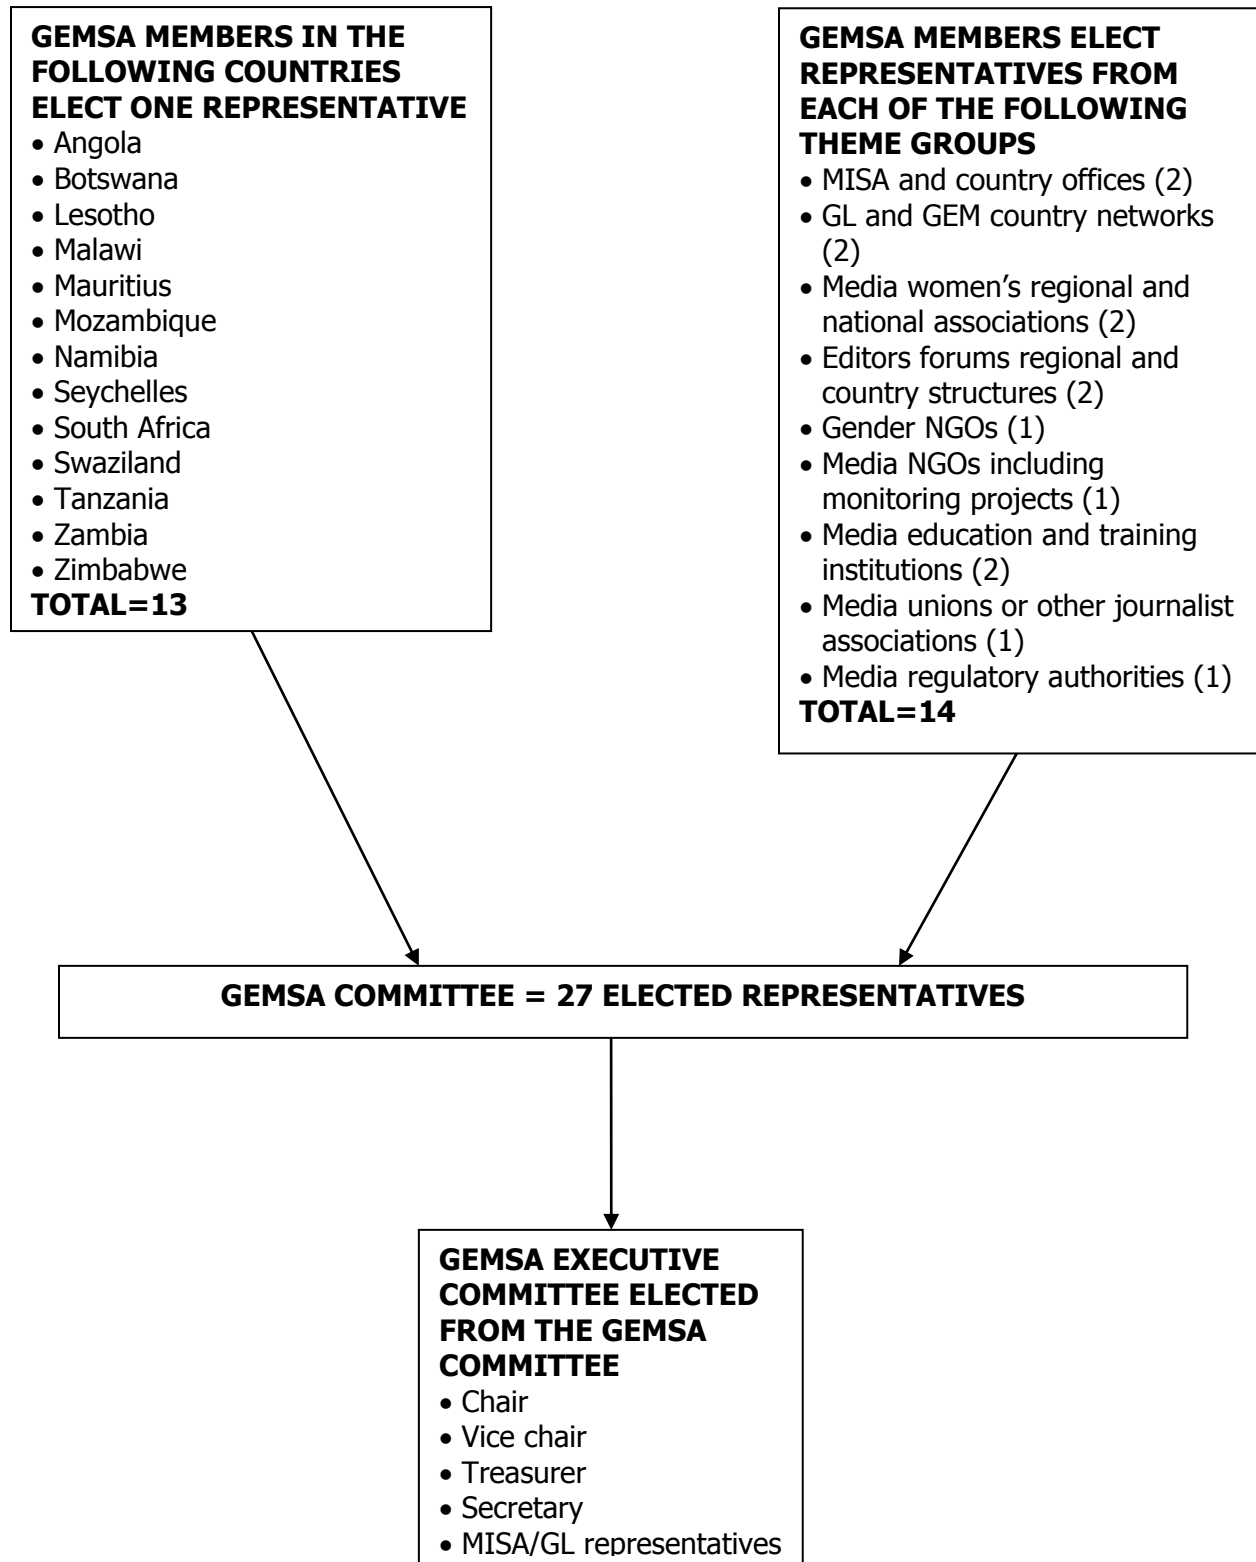 GEMSA MEMBERS IN THE
FOLLOWING COUNTRIES
ELECT ONE REPRESENTATIVE
• Angola
• Botswana
• Lesotho
• Malawi
• Mauritius
• Mozambique
• Namibia
• Seychelles
• South Africa
• Swaziland
• Tanzania
• Zambia
• Zimbabwe
TOTAL=13
GEMSA MEMBERS ELECT
REPRESENTATIVES FROM
EACH OF THE FOLLOWING
THEME GROUPS
• MISA and country offices (2)
• GL and GEM country networks
(2)
• Media women’s regional and
national associations (2)
• Editors forums regional and
country structures (2)
• Gender NGOs (1)
• Media NGOs including
monitoring projects (1)
• Media education and training
institutions (2)
• Media unions or other journalist
associations (1)
• Media regulatory authorities (1)
TOTAL=14
GEMSA COMMITTEE = 27 ELECTED REPRESENTATIVES
GEMSA EXECUTIVE
COMMITTEE ELECTED
FROM THE GEMSA
COMMITTEE
• Chair
• Vice chair
• Treasurer
• Secretary
• MISA/GL representatives